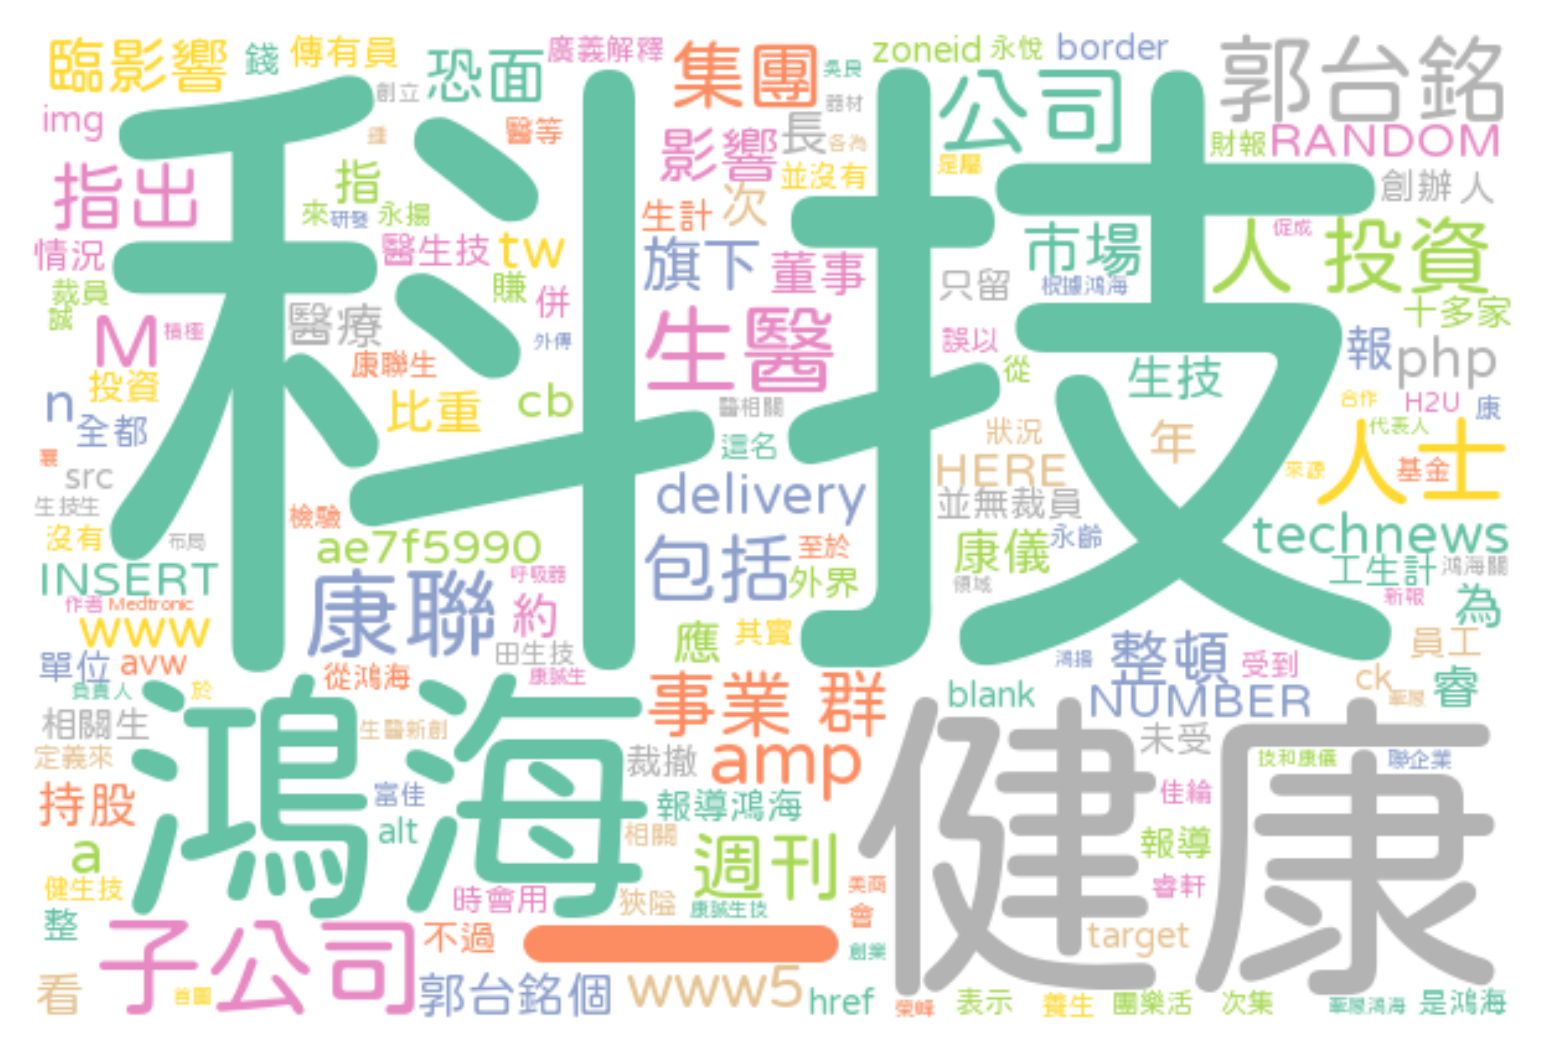 臨影響
錢
傳有員
恐面
廣義解釋
集團
吳良
zoneid
永悅
border
郭台銘
img
創立
醫等
影響
長
器材
各為
公司
財報
RANDOM
指出
指
來
研發
永揚
生計
次
並沒有
是屬
創辦
人
情況
醫生技
tw
旗下
董事
只留
市場
根據鴻海
人
促成
投資
裁員
誠
賺
併
十多家
M
積極
醫療
外傳
生醫
誤以
報
php
科技
投資
康聯生
從
生技
n
全都
比重
cb
醫相關
合作
H2U
康
代表人
這名
狀況
年
人士
src
HERE
來源
基金
生技生
delivery
並無裁員
檢驗
沒有
布局
ae7f5990
包括
至於
康儀
永齡
technews
INSERT
康聯
呼吸器
外界
領域
工生計
鴻海關
作者
Medtronic
約
新報
為
www
應
其實
單位
avw
田生技
整頓
員工
從鴻海
康誠生
鴻揚
受到
負責人
於
事業
群
blank
NUMBER
ck
睿
鴻海
健康
相關生
生醫新創
定義來
裁撤
amp
未受
技和康儀
聯企業
持股
富佳
報導鴻海
佳綸
alt
相關
a
週刊
報導
健生技
時會用
狹隘
康誠生技
美商
睿軒
整
會
子公司
不過
一
創業
target
看
首圖
郭台銘個
www5
href
榮峰
表示
養生
團樂活
次集
是鴻海